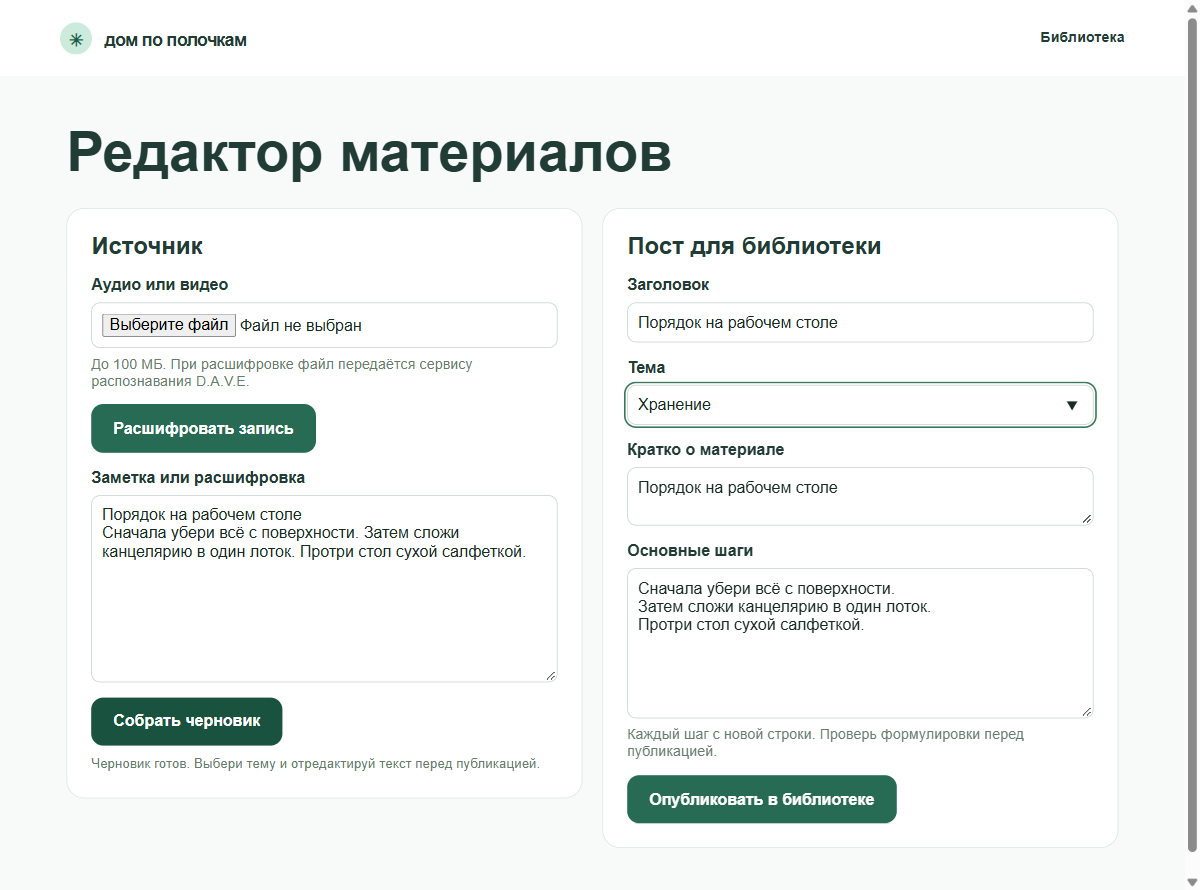 дом по полочкам
Библиотека
Редактор материалов
Источник
Аудио или видео
Выберите файл Файл не выбран
До 100 МБ. При расшифровке файл передаётся сервису
распознавания D.A.V.E.
Расшифровать запись
Заметка или расшифровка
Порядок на рабочем столе
Сначала убери всё с поверхности. Затем сложи
канцелярию в один лоток. Протри стол сухой салфеткой.
Собрать черновик
Черновик готов. Выбери тему и отредактируй текст перед публикацией.
Пост для библиотеки
Заголовок
Порядок на рабочем столе
Тема
Хранение
Кратко о материале
Порядок на рабочем столе
Основные шаги
Сначала убери всё с поверхности.
Затем сложи канцелярию в один лоток.
Протри стол сухой салфеткой.
Каждый шаг с новой строки. Проверь формулировки перед
публикацией.
Опубликовать в библиотеке